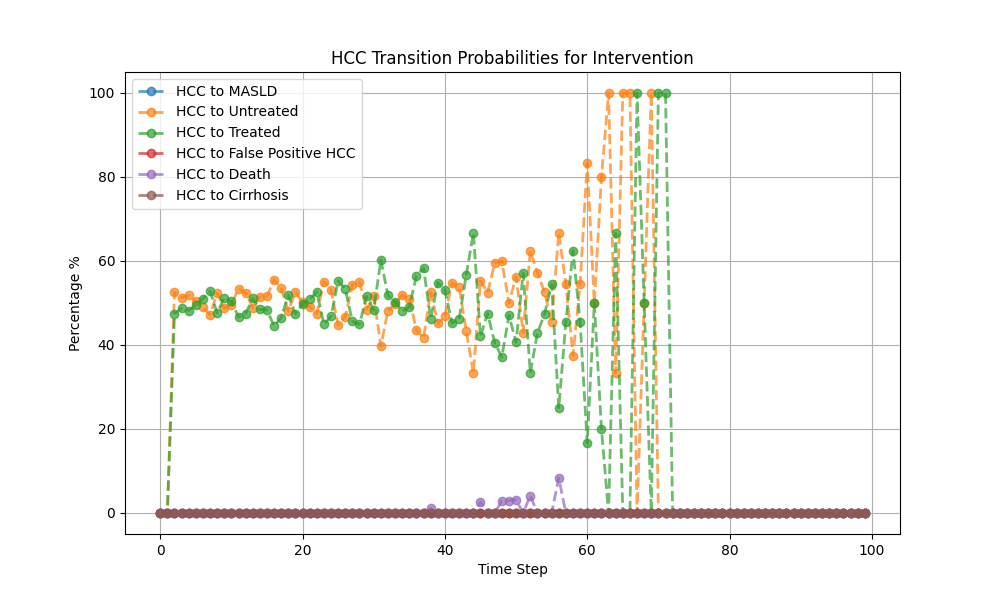 HCC Transition Probabilities for Intervention
HCC to MASLD
HCC to Untreated
HCC to Treated
HCC to False Positive HCC
HCC to Death
HCC to Cirrhosis
Percentage %
100
80
60
40
20
0
0 20 40 60 80 100
Time Step